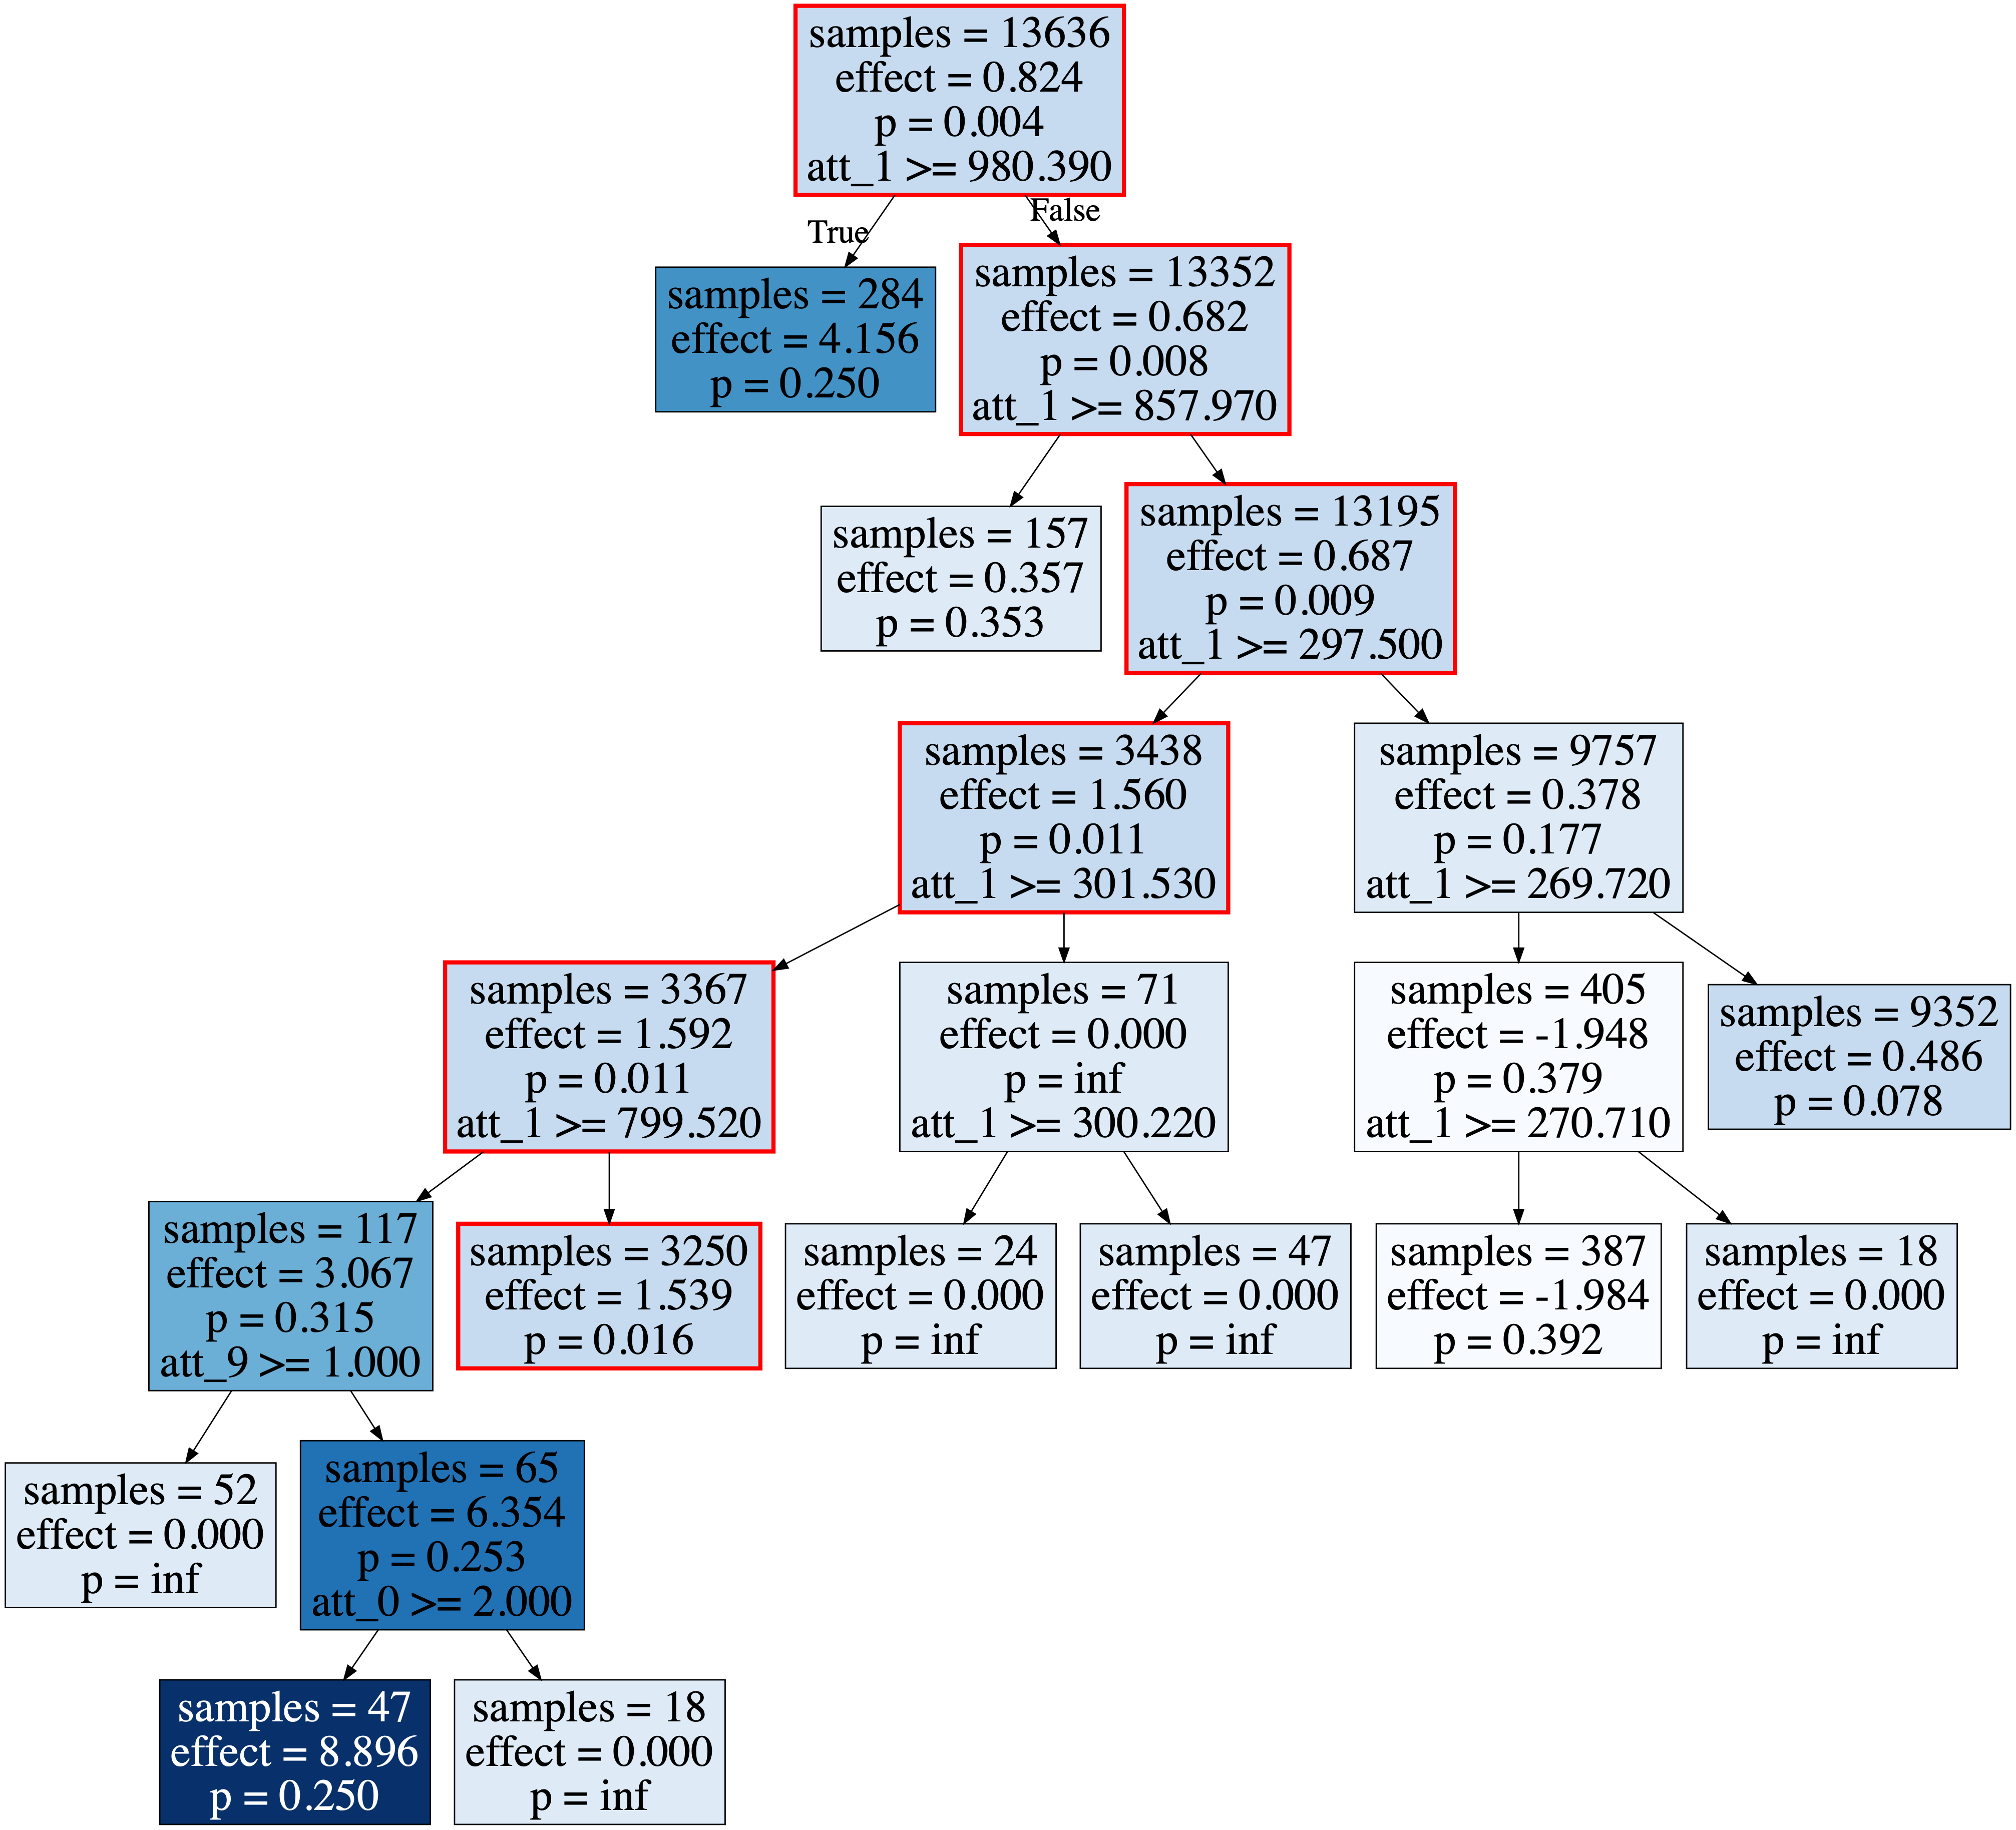 samples = 13636
effect = 0.824
p = 0.004
att_1 >= 980.390
True
False
samples = 284
effect = 4.156
p = 0.250
samples = 13352
effect = 0.682
p = 0.008
att_1 >= 857.970
samples = 157
effect = 0.357
p = 0.353
samples = 13195
effect = 0.687
p = 0.009
att_1 >= 297.500
samples = 3438
effect = 1.560
p = 0.011
att_1 >= 301.530
samples = 9757
effect = 0.378
p = 0.177
att_1 >= 269.720
samples = 3367
effect = 1.592
p = 0.011
att_1 >= 799.520
samples = 71
effect = 0.000
p = inf
att_1 >= 300.220
samples = 405
effect = -1.948
p = 0.379
att_1 >= 270.710
samples = 9352
effect = 0.486
p = 0.078
samples = 117
effect = 3.067
p = 0.315
att_9 >= 1.000
samples = 3250
effect = 1.539
p = 0.016
samples = 24
effect = 0.000
p = inf
samples = 47
effect = 0.000
p = inf
samples = 387
effect = -1.984
p = 0.392
samples = 18
effect = 0.000
p = inf
samples = 52
effect = 0.000
p = inf
samples = 65
effect = 6.354
p = 0.253
att_0 >= 2.000
samples = 47
effect = 8.896
p = 0.250
samples = 18
effect = 0.000
p = inf